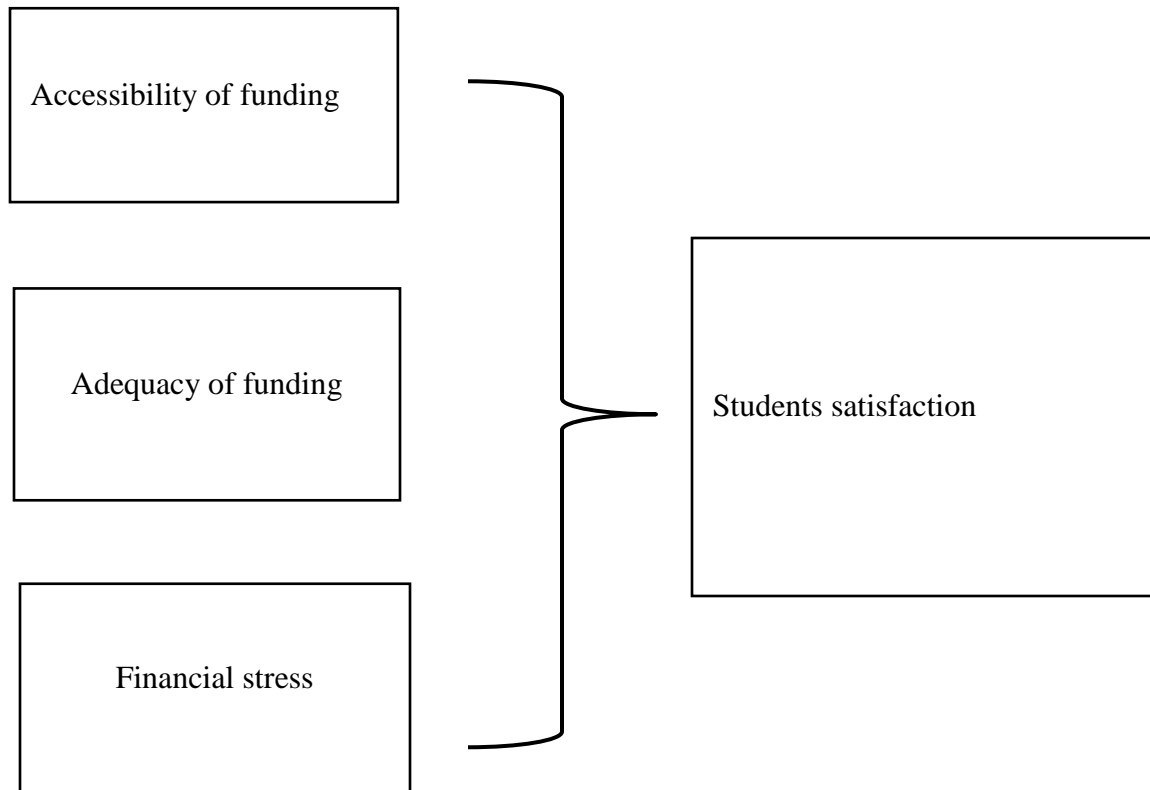 Accessibility of funding
Adequacy of funding
Students satisfaction
Financial stress